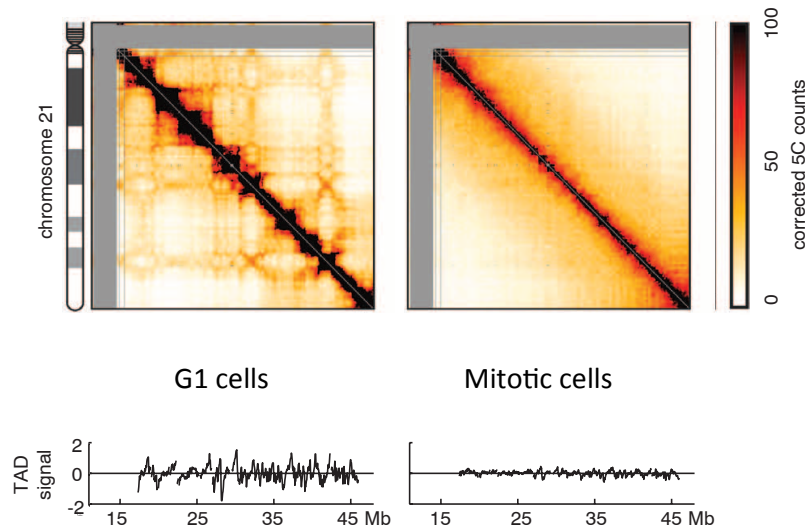 chromosome 21
100
50
0
corrected 5C counts
G1 cells
Mitotic cells
TAD
signal
2
0
-2
15
25
35
45 Mb
15
25
35
45 Mb